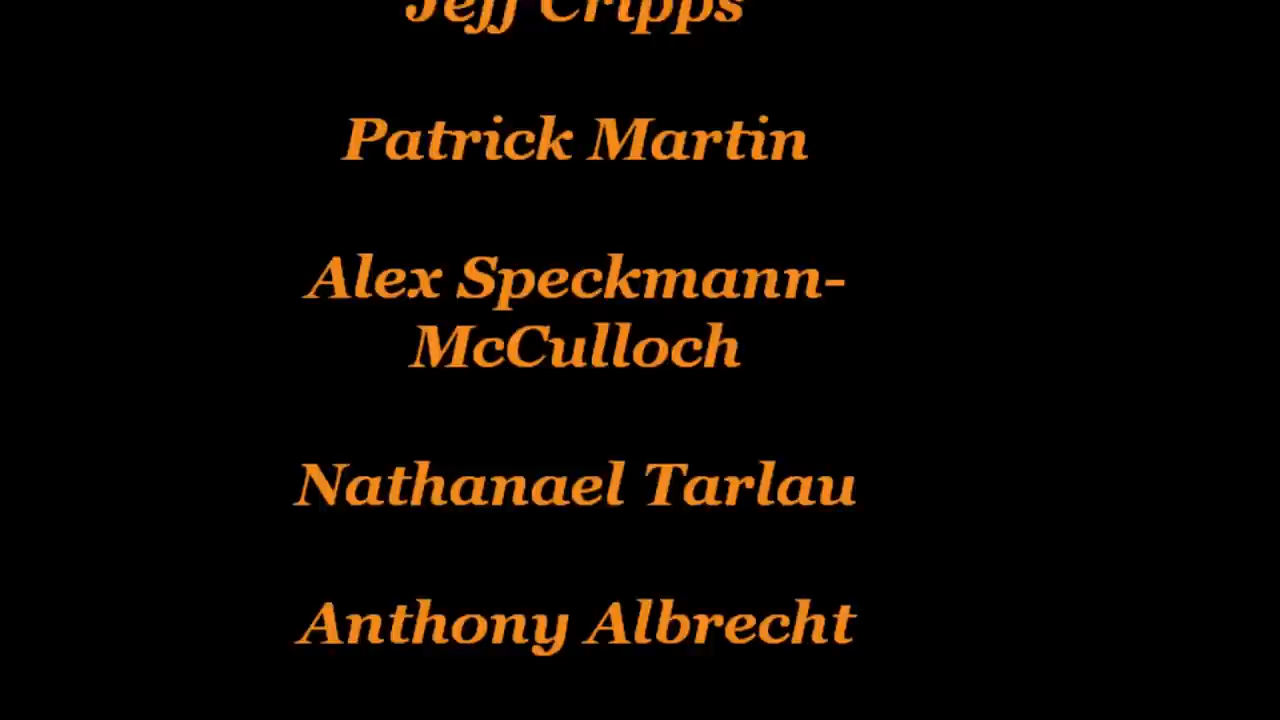 Jeff Cripps
Patrick Martin
Alex Speckmann-
McCulloch
Nathanael Tarlau
Anthony Albrecht